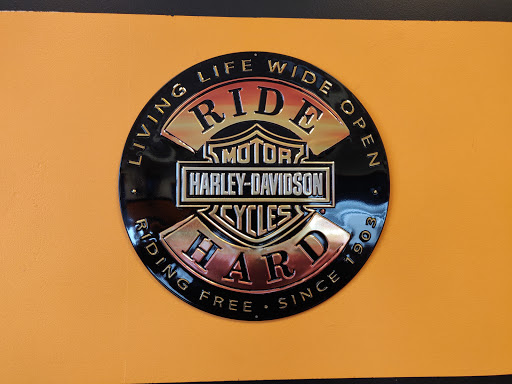 LIVING LIFE WIDE OPEN
RIDE
MOTOR
HARLEY-DAVIDSON
CYCLES
HARD
RIDING FREE · SINCE 1903